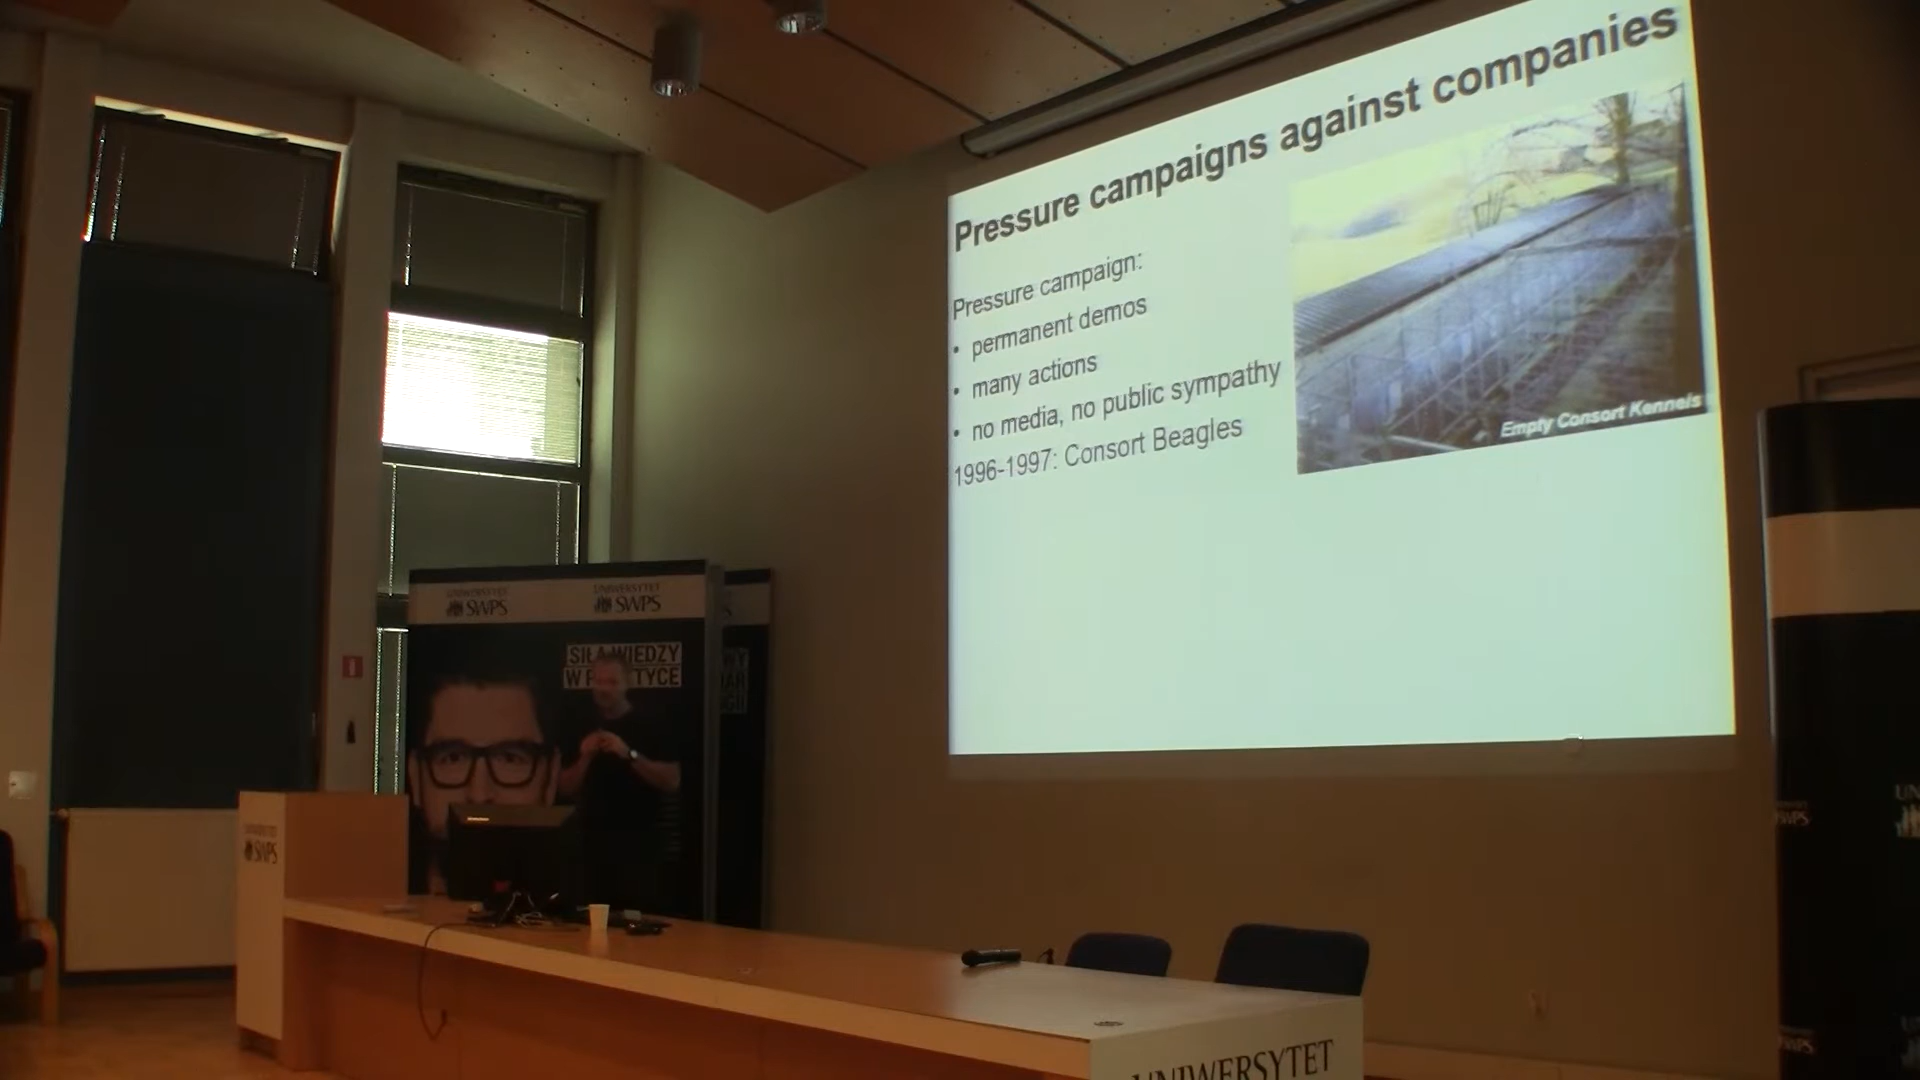 Pressure campaigns against companies
Pressure campaign:
• permanent demos
• many actions
• no media, no public sympathy
1996-1997: Consort Beagles
Empty Consort Kennels
UNIWERSYTET
SWPS
UNIWERSYTET
SWPS
SIŁA WIEDZY
SWPS
UNIWERSYTET